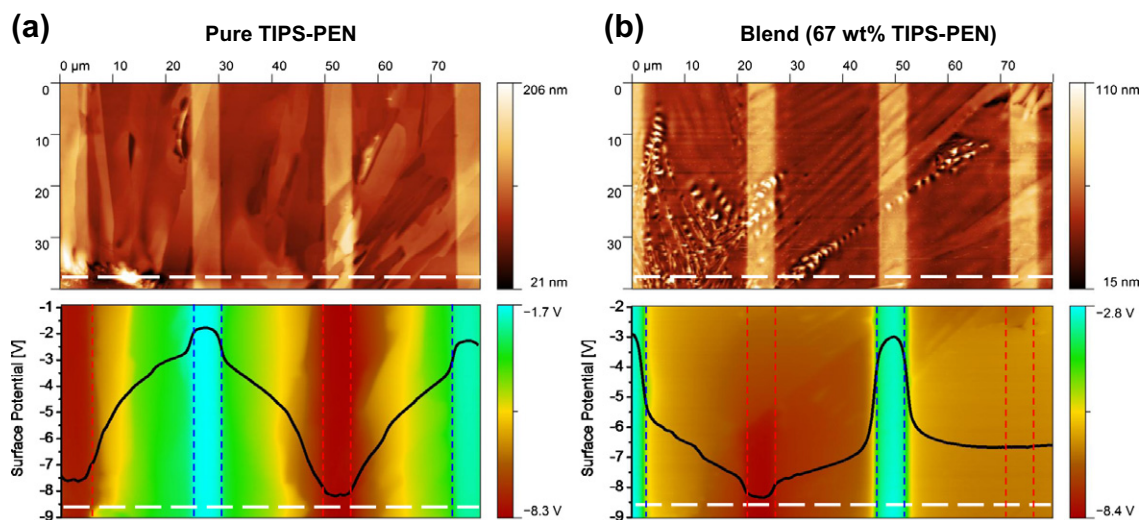 (a)
Pure TIPS-PEN
0 µm 10 20 30 40 50 60 70
0
10
20
30
206 nm
21 nm
-1
-2
-3
-4
-5
-6
-7
-8
-9
Surface Potential [V]
−1.7 V
−8.3 V
(b)
Blend (67 wt% TIPS-PEN)
0 µm 10 20 30 40 50 60 70
0
10
20
30
110 nm
15 nm
-2
-3
-4
-5
-6
-7
-8
-9
Surface Potential [V]
−2.8 V
−8.4 V